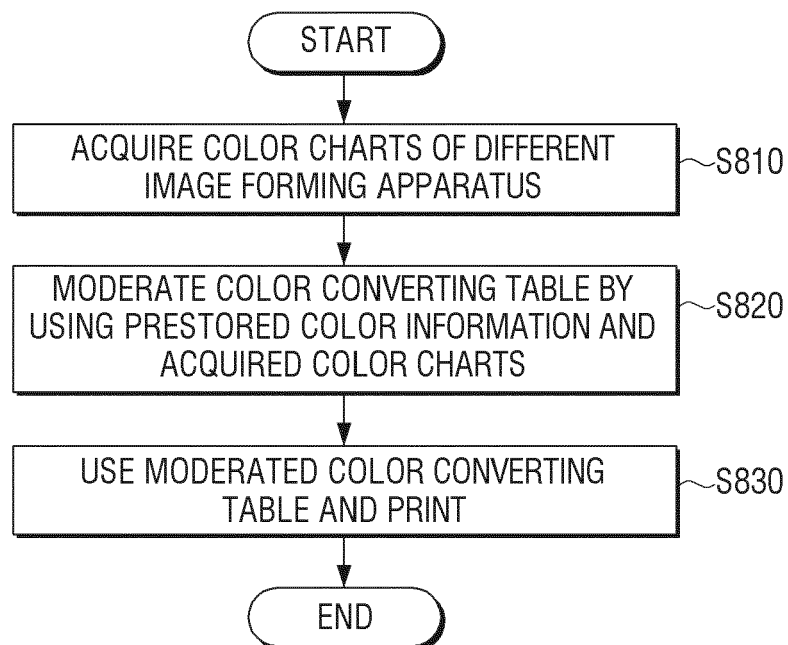 START
ACQUIRE COLOR CHARTS OF DIFFERENT
IMAGE FORMING APPARATUS
S810
MODERATE COLOR CONVERTING TABLE BY
USING PRESTORED COLOR INFORMATION AND
ACQUIRED COLOR CHARTS
S820
USE MODERATED COLOR CONVERTING
TABLE AND PRINT
S830
END